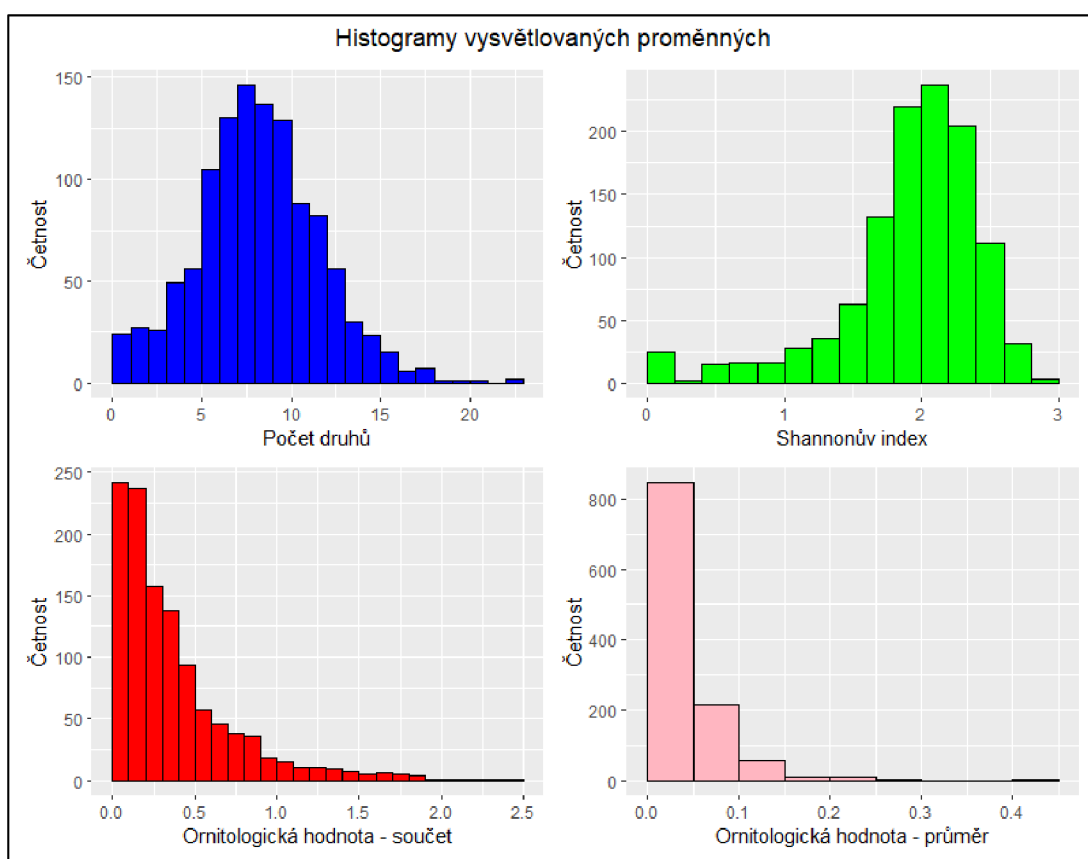 Histogramy vysvětlovaných proměnných
150
100
50
0
Četnost
0 5 10 15 20
Počet druhů
200
150
100
50
0
Četnost
0 1 2 3
Shannonův index
250
200
150
100
50
0
Četnost
0.0 0.5 1.0 1.5 2.0 2.5
Ornitologická hodnota - součet
800
600
400
200
0
Četnost
0.0 0.1 0.2 0.3 0.4
Ornitologická hodnota - průměr